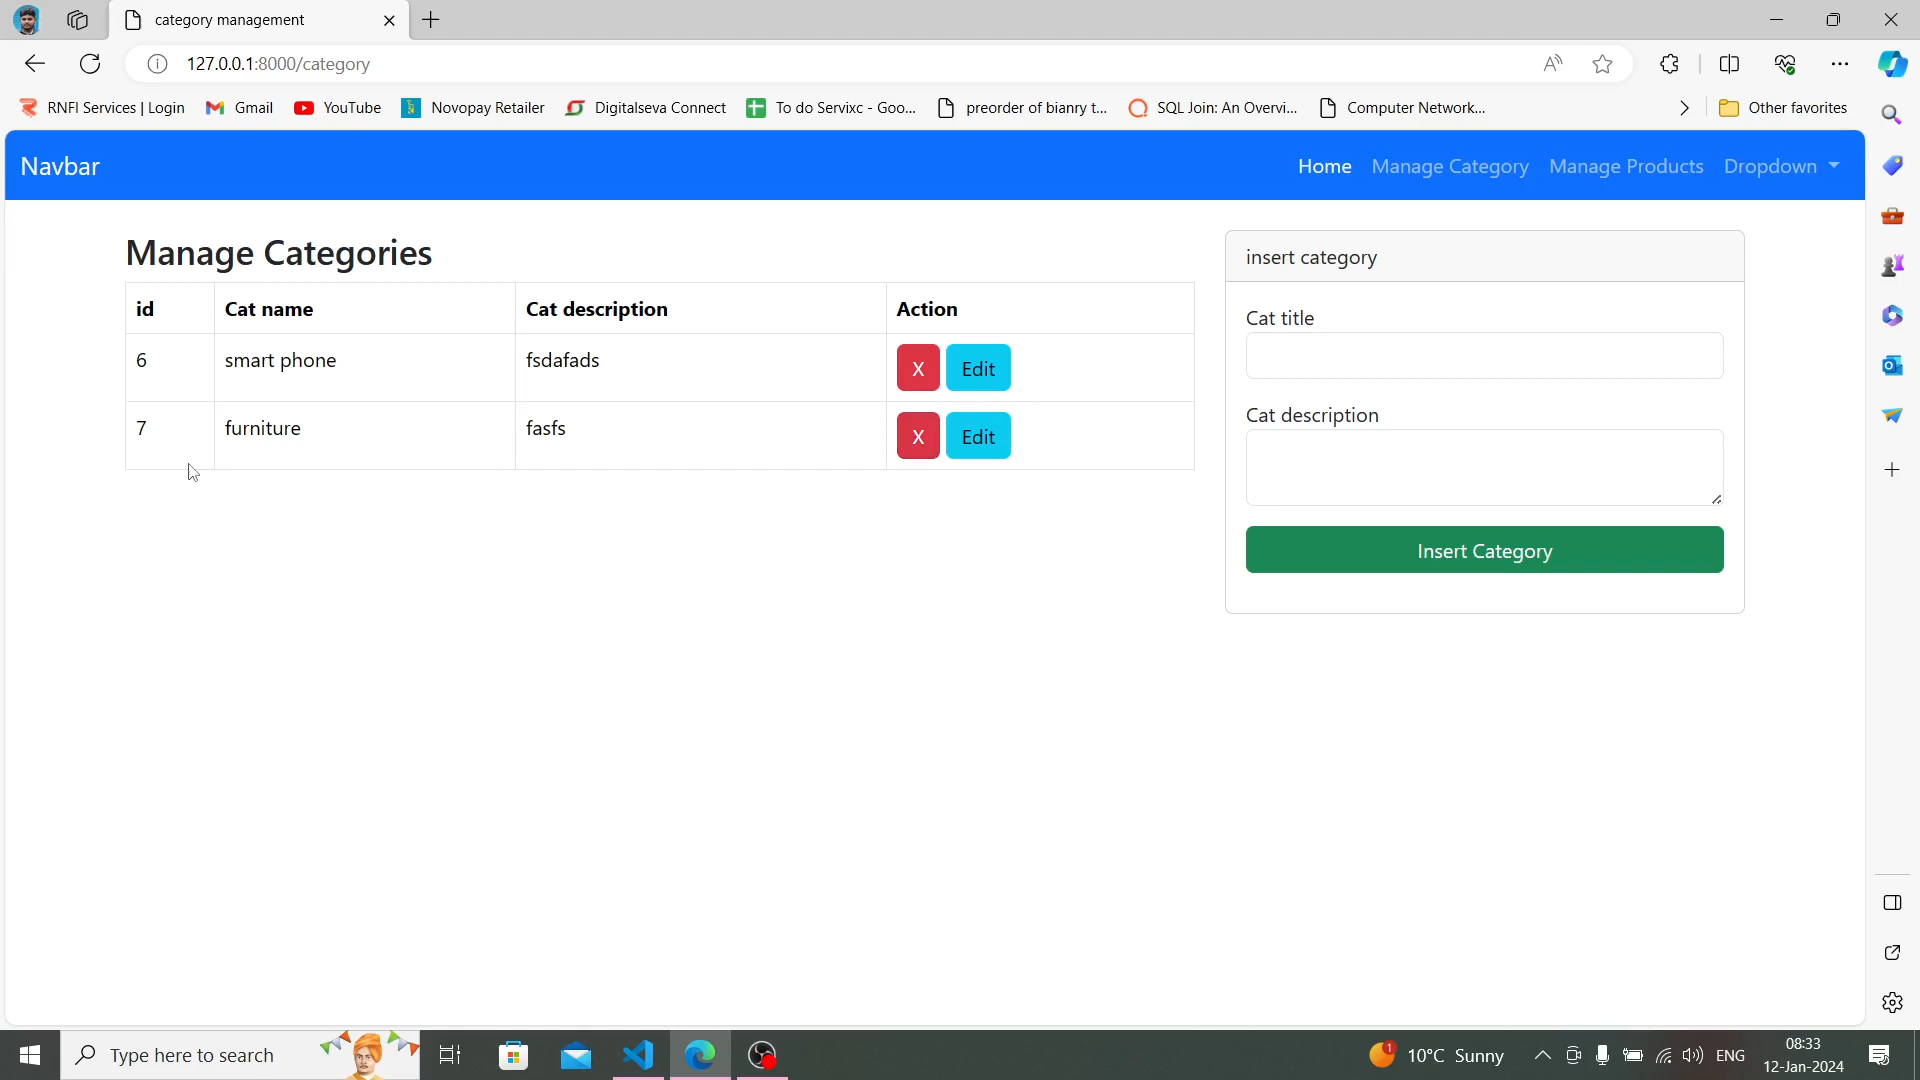 category management
127.0.0.1:8000/category
RNFI Services | Login Gmail YouTube Novopay Retailer Digitalseva Connect To do Servixc - Goo... preorder of bianry t... SQL Join: An Overvi... Computer Network... Other favorites
Navbar Home Manage Category Manage Products Dropdown
Manage Categories
id Cat name Cat description Action
6 smart phone fsdafads X Edit
7 furniture fasfs X Edit
insert category
Cat title
Cat description
Insert Category
Type here to search
1 10°C Sunny ENG 08:33
12-Jan-2024